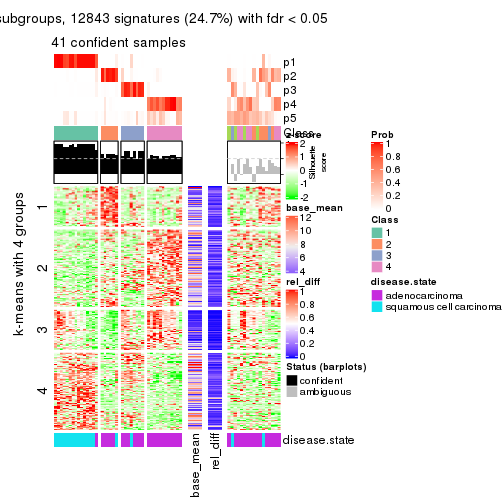 subgroups, 12843 signatures (24.7%) with fdr < 0.05
41 confident samples
p1
p2
p3
p4
p5
Class
Silhouette
score
1
2
3
4
k-means with 4 groups
base_mean
rel_diff
disease.state
z-score
2
1
0
-1
-2
base_mean
12
10
8
6
4
rel_diff
1
0.8
0.6
0.4
0.2
0
Status (barplots)
confident
ambiguous
Prob
1
0.8
0.6
0.4
0.2
0
Class
1
2
3
4
disease.state
adenocarcinoma
squamous cell carcinoma